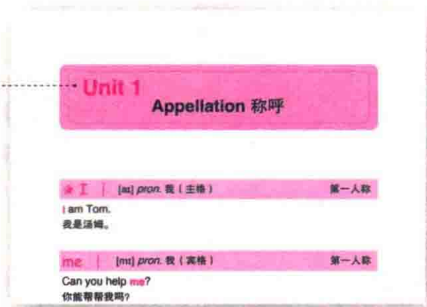 Unit 1
Appellation 称呼
※ I | [aɪ] pron. 我（主格） 第一人称
I am Tom.
我是汤姆。
me | [mɪ] pron. 我（宾格） 第一人称
Can you help me?
你能帮帮我吗?